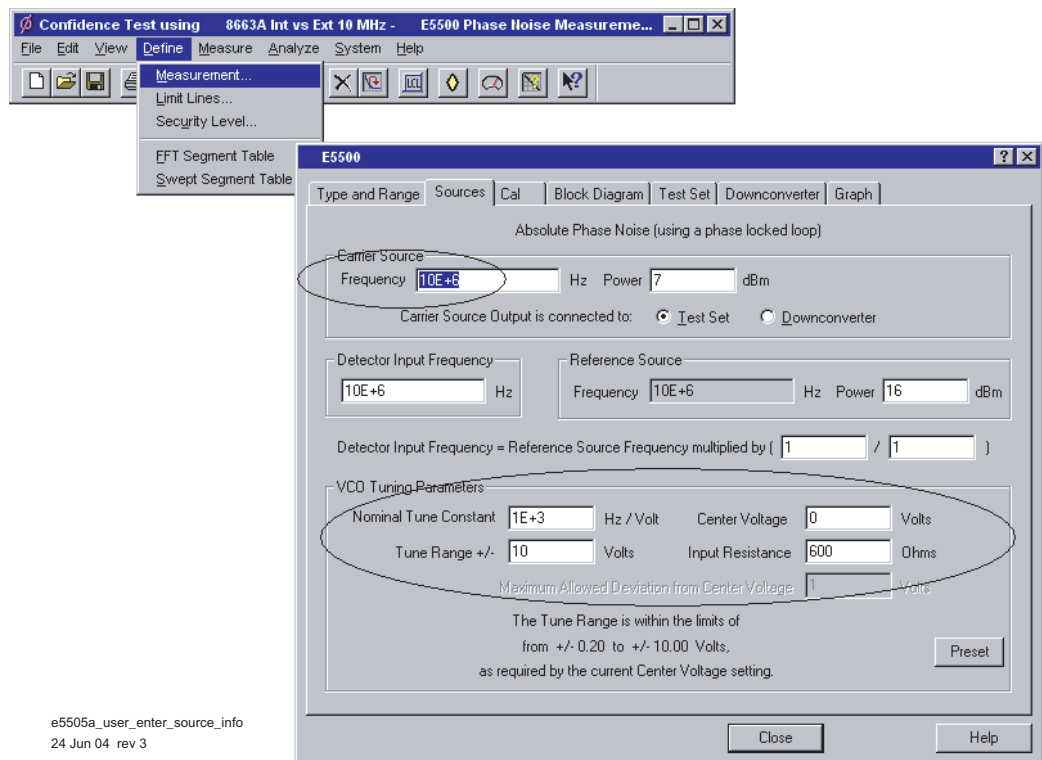 Confidence Test using 8663A Int vs Ext 10 MHz - E5500 Phase Noise Measureme...
File Edit View Define Measure Analyze System Help
Measurement...
Limit Lines...
Security Level...
FFT Segment Table
Swept Segment Table
E5500
Type and Range Sources Cal Block Diagram Test Set Downconverter Graph
Absolute Phase Noise (using a phase locked loop)
Carrier Source
Frequency 10E+6 Hz Power 7 dBm
Carrier Source Output is connected to: Test Set Downconverter
Detector Input Frequency
10E+6 Hz
Reference Source
Frequency 10E+6 Hz Power 16 dBm
Detector Input Frequency = Reference Source Frequency multiplied by ( 1 / 1 )
VCO Tuning Parameters
Nominal Tune Constant 1E+3 Hz / Volt Center Voltage 0 Volts
Tune Range +/- 10 Volts Input Resistance 600 Ohms
Maximum Allowed Deviation from Center Voltage 1 Volts
The Tune Range is within the limits of
from +/- 0.20 to +/- 10.00 Volts,
as required by the current Center Voltage setting.
Preset
Close Help
e5505a_user_enter_source_info
24 Jun 04 rev 3